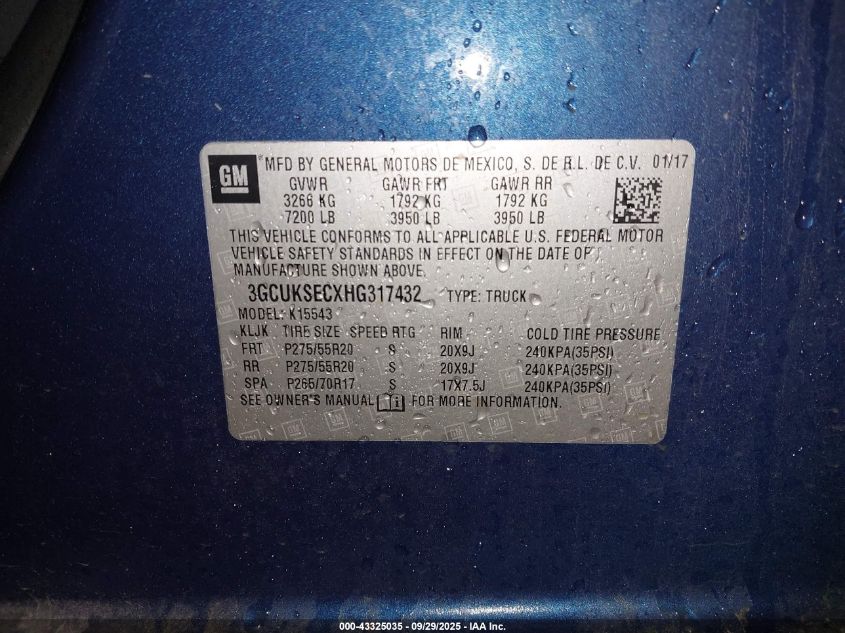 GM
MFD BY GENERAL MOTORS DE MEXICO, S. DE R.L. DE C.V. 01/17
GVWR GAWR FRT GAWR RR
3266 KG 1792 KG 1792 KG
7200 LB 3950 LB 3950 LB
THIS VEHICLE CONFORMS TO ALL APPLICABLE U.S. FEDERAL MOTOR
VEHICLE SAFETY STANDARDS IN EFFECT ON THE DATE OF
MANUFACTURE SHOWN ABOVE.
3GCUKSECXHG317432 TYPE: TRUCK
MODEL: K15543
KLJK TIRE SIZE SPEED RTG RIM COLD TIRE PRESSURE
FRT P275/55R20 S 20X9J 240KPA(35PSI)
RR P275/55R20 S 20X9J 240KPA(35PSI)
SPA P265/70R17 S 17X7.5J 240KPA(35PSI)
SEE OWNER'S MANUAL FOR MORE INFORMATION.
000-43325035 - 09/29/2025 - IAA Inc.